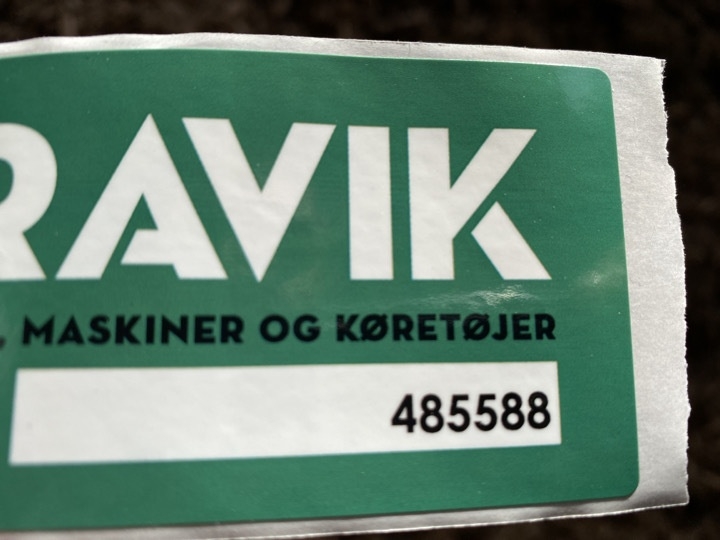 RAVIK
, MASKINER OG KØRETØJER
485588